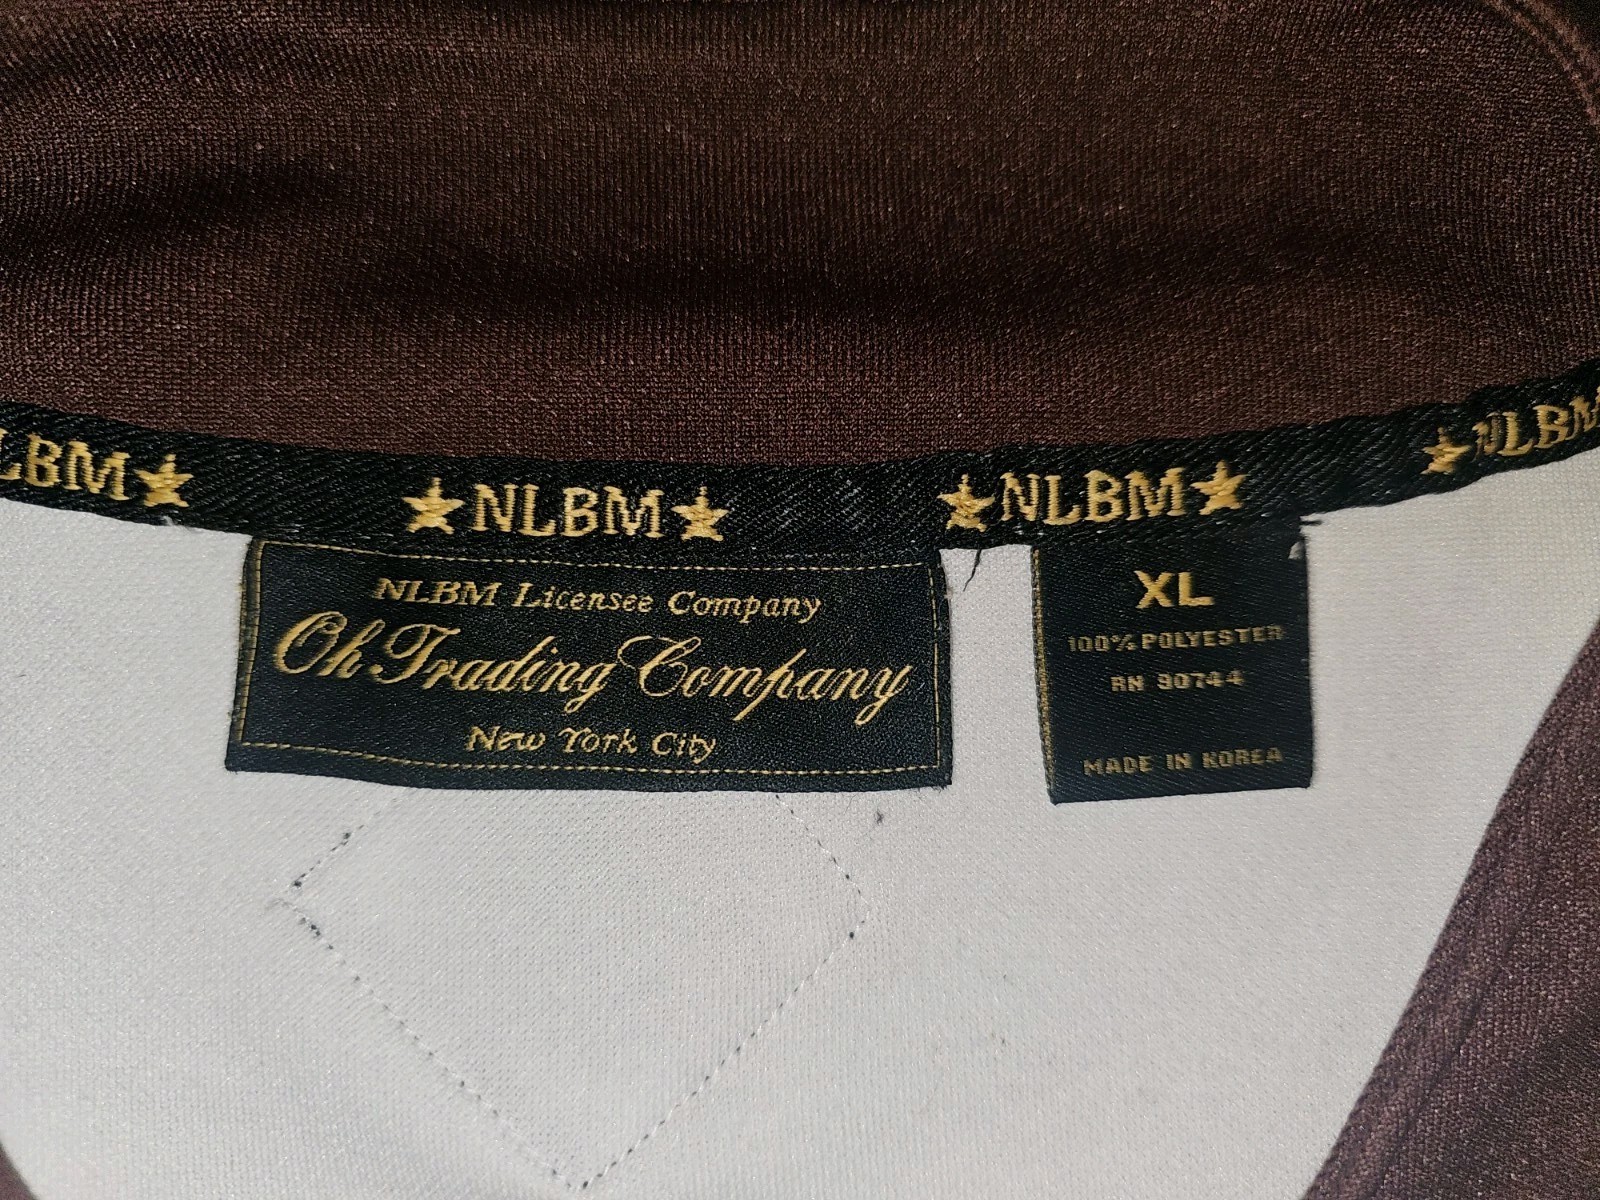 LBM★
★NLBM★
★NLBM★
★NLBM
NLBM Licensee Company
Oh Trading Company
New York City
XL
100% POLYESTER
RN 90744
MADE IN KOREA